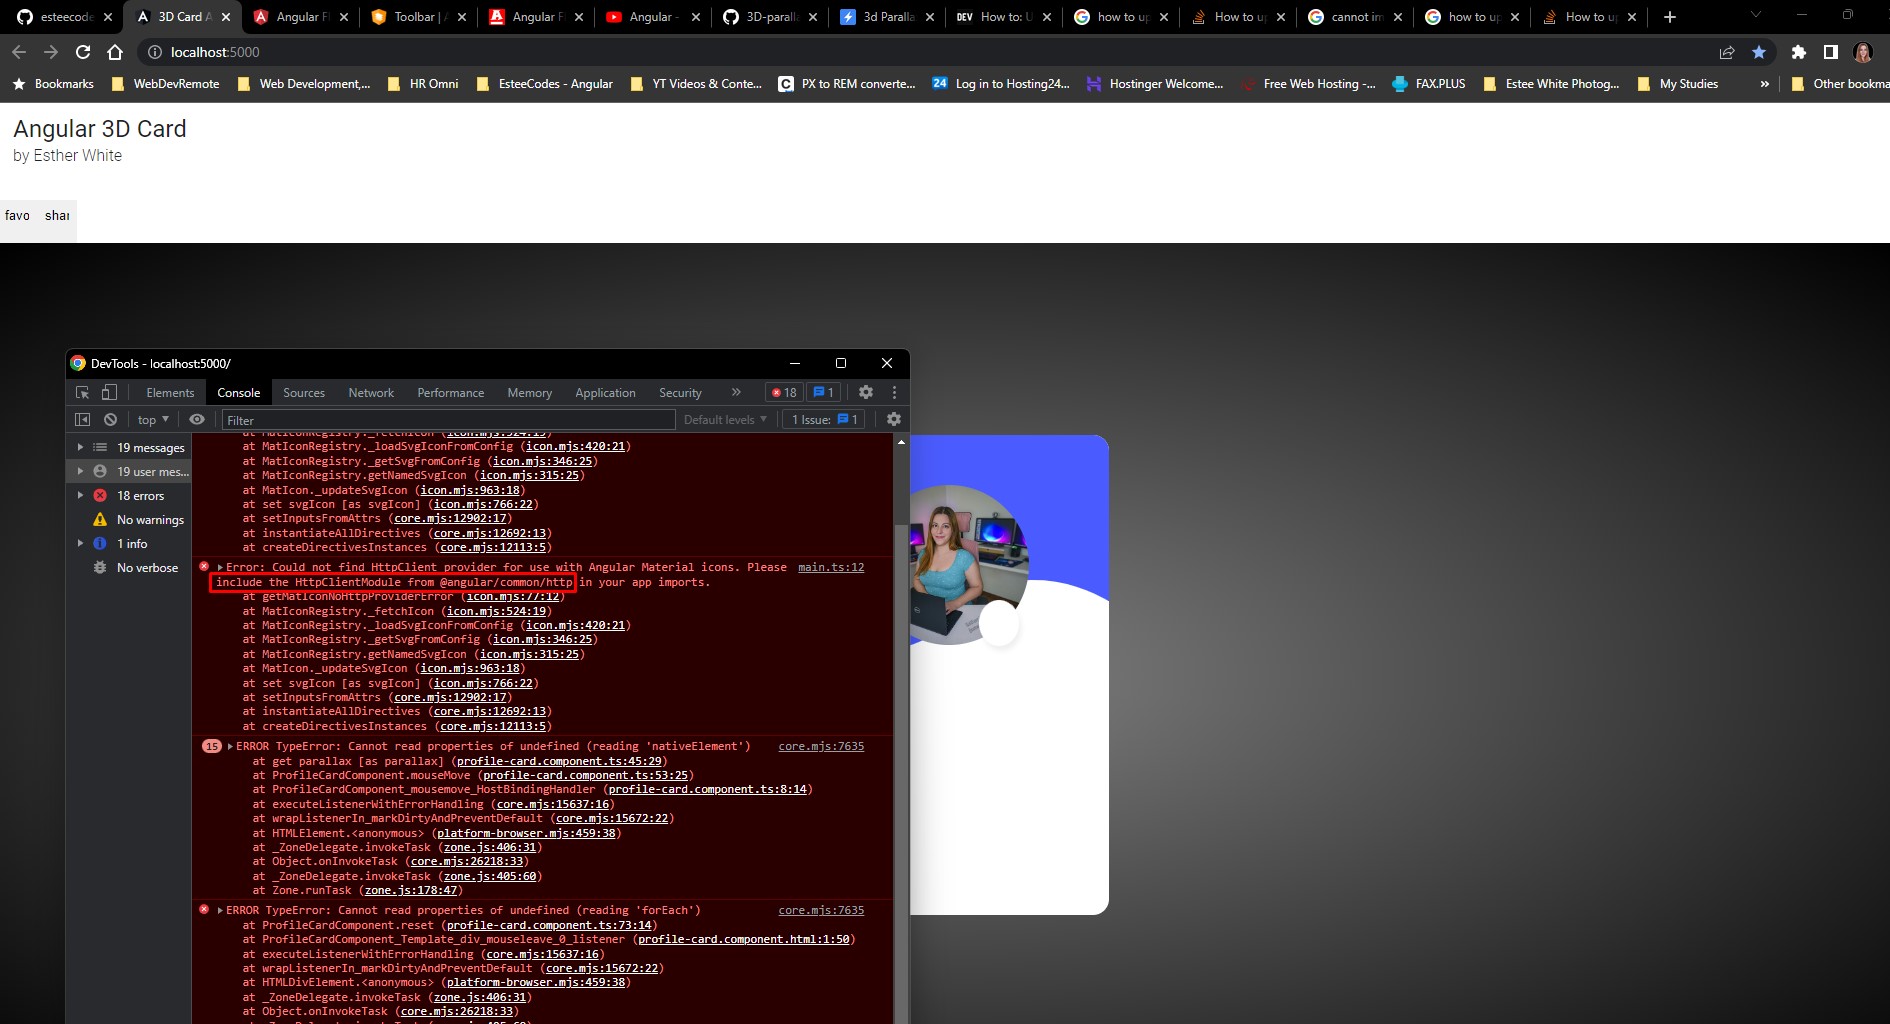 esteecode
3D Card A
Angular Fl
Toolbar | A
Angular Fl
Angular -
3D-paralla
3d Paralla
DEV How to: U
how to up
How to up
cannot im
how to up
How to up
localhost:5000
Bookmarks
WebDevRemote
Web Development,...
HR Omni
EsteeCodes - Angular
YT Videos & Conte...
PX to REM converte...
24 Log in to Hosting24...
Hostinger Welcome...
Free Web Hosting -...
FAX.PLUS
Estee White Photog...
My Studies
»
Other bookma
Angular 3D Card
by Esther White
favo shar
DevTools - localhost:5000/
Elements Console Sources Network Performance Memory Application Security » 18 1
top Filter Default levels 1 Issue: 1
19 messages
19 user mes...
18 errors
No warnings
1 info
No verbose
at MatIconRegistry._fetchIcon (icon.mjs:524:19)
at MatIconRegistry._loadSvgIconFromConfig (icon.mjs:420:21)
at MatIconRegistry._getSvgFromConfig (icon.mjs:346:25)
at MatIconRegistry.getNamedSvgIcon (icon.mjs:315:25)
at MatIcon._updateSvgIcon (icon.mjs:963:18)
at set svgIcon [as svgIcon] (icon.mjs:766:22)
at setInputsFromAttrs (core.mjs:12902:17)
at instantiateAllDirectives (core.mjs:12692:13)
at createDirectivesInstances (core.mjs:12113:5)
Error: Could not find HttpClient provider for use with Angular Material icons. Please main.ts:12
include the HttpClientModule from @angular/common/http in your app imports.
at getMatIconNoHttpProviderError (icon.mjs:77:12)
at MatIconRegistry._fetchIcon (icon.mjs:524:19)
at MatIconRegistry._loadSvgIconFromConfig (icon.mjs:420:21)
at MatIconRegistry._getSvgFromConfig (icon.mjs:346:25)
at MatIconRegistry.getNamedSvgIcon (icon.mjs:315:25)
at MatIcon._updateSvgIcon (icon.mjs:963:18)
at set svgIcon [as svgIcon] (icon.mjs:766:22)
at setInputsFromAttrs (core.mjs:12902:17)
at instantiateAllDirectives (core.mjs:12692:13)
at createDirectivesInstances (core.mjs:12113:5)
15 ERROR TypeError: Cannot read properties of undefined (reading 'nativeElement') core.mjs:7635
at get parallax [as parallax] (profile-card.component.ts:45:29)
at ProfileCardComponent.mouseMove (profile-card.component.ts:53:25)
at ProfileCardComponent_mousemove_HostBindingHandler (profile-card.component.ts:8:14)
at executeListenerWithErrorHandling (core.mjs:15637:16)
at wrapListenerIn_markDirtyAndPreventDefault (core.mjs:15672:22)
at HTMLElement.<anonymous> (platform-browser.mjs:459:38)
at _ZoneDelegate.invokeTask (zone.js:406:31)
at Object.onInvokeTask (core.mjs:26218:33)
at _ZoneDelegate.invokeTask (zone.js:405:60)
at Zone.runTask (zone.js:178:47)
ERROR TypeError: Cannot read properties of undefined (reading 'forEach') core.mjs:7635
at ProfileCardComponent.reset (profile-card.component.ts:73:14)
at ProfileCardComponent_Template_div_mouseleave_0_listener (profile-card.component.html:1:50)
at executeListenerWithErrorHandling (core.mjs:15637:16)
at wrapListenerIn_markDirtyAndPreventDefault (core.mjs:15672:22)
at HTMLDivElement.<anonymous> (platform-browser.mjs:459:38)
at _ZoneDelegate.invokeTask (zone.js:406:31)
at Object.onInvokeTask (core.mjs:26218:33)